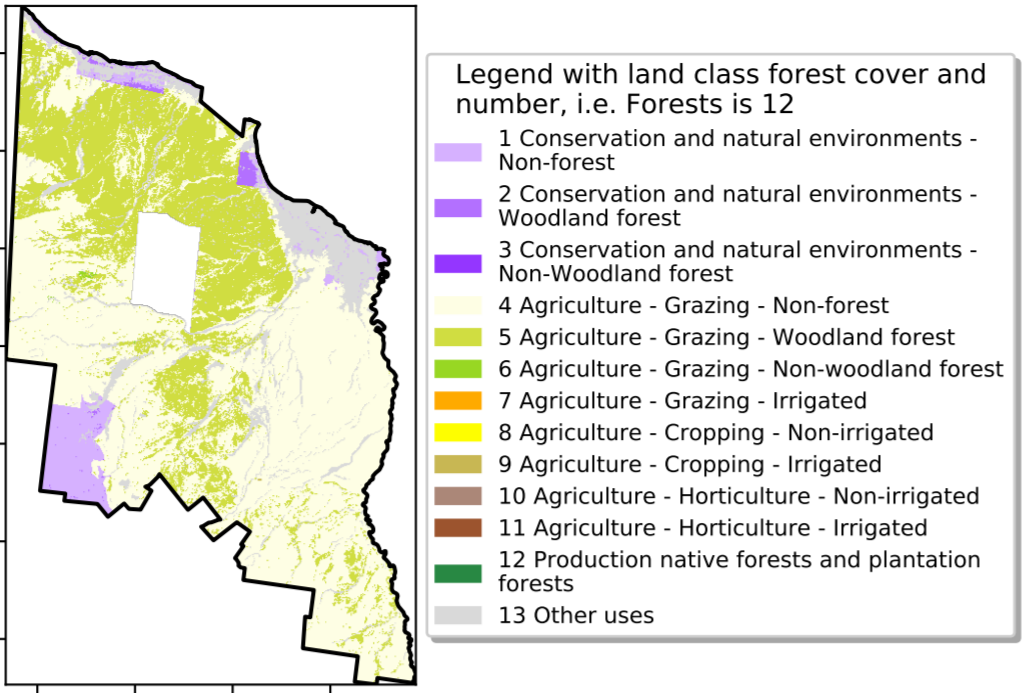 Legend with land class forest cover and
number, i.e. Forests is 12
1 Conservation and natural environments -
Non-forest
2 Conservation and natural environments -
Woodland forest
3 Conservation and natural environments -
Non-Woodland forest
4 Agriculture - Grazing - Non-forest
5 Agriculture - Grazing - Woodland forest
6 Agriculture - Grazing - Non-woodland forest
7 Agriculture - Grazing - Irrigated
8 Agriculture - Cropping - Non-irrigated
9 Agriculture - Cropping - Irrigated
10 Agriculture - Horticulture - Non-irrigated
11 Agriculture - Horticulture - Irrigated
12 Production native forests and plantation
forests
13 Other uses